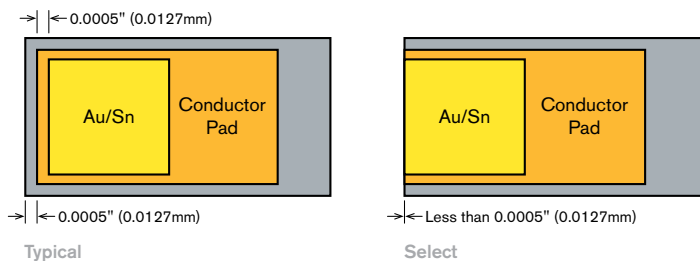 0.0005" (0.0127mm)
Au/Sn
Conductor
Pad
0.0005" (0.0127mm)
Typical
Au/Sn
Conductor
Pad
Less than 0.0005" (0.0127mm)
Select